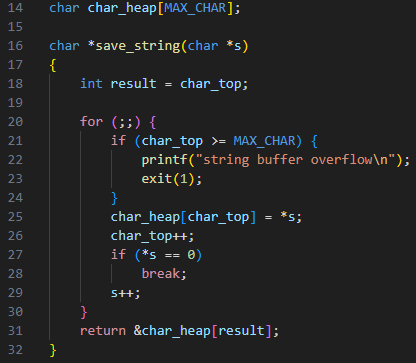 14 char char_heap[MAX_CHAR];
15
16 char *save_string(char *s)
17 {
18     int result = char_top;
19
20     for (;;) {
21         if (char_top >= MAX_CHAR) {
22             printf("string buffer overflow\n");
23             exit(1);
24         }
25         char_heap[char_top] = *s;
26         char_top++;
27         if (*s == 0)
28             break;
29         s++;
30     }
31     return &char_heap[result];
32 }